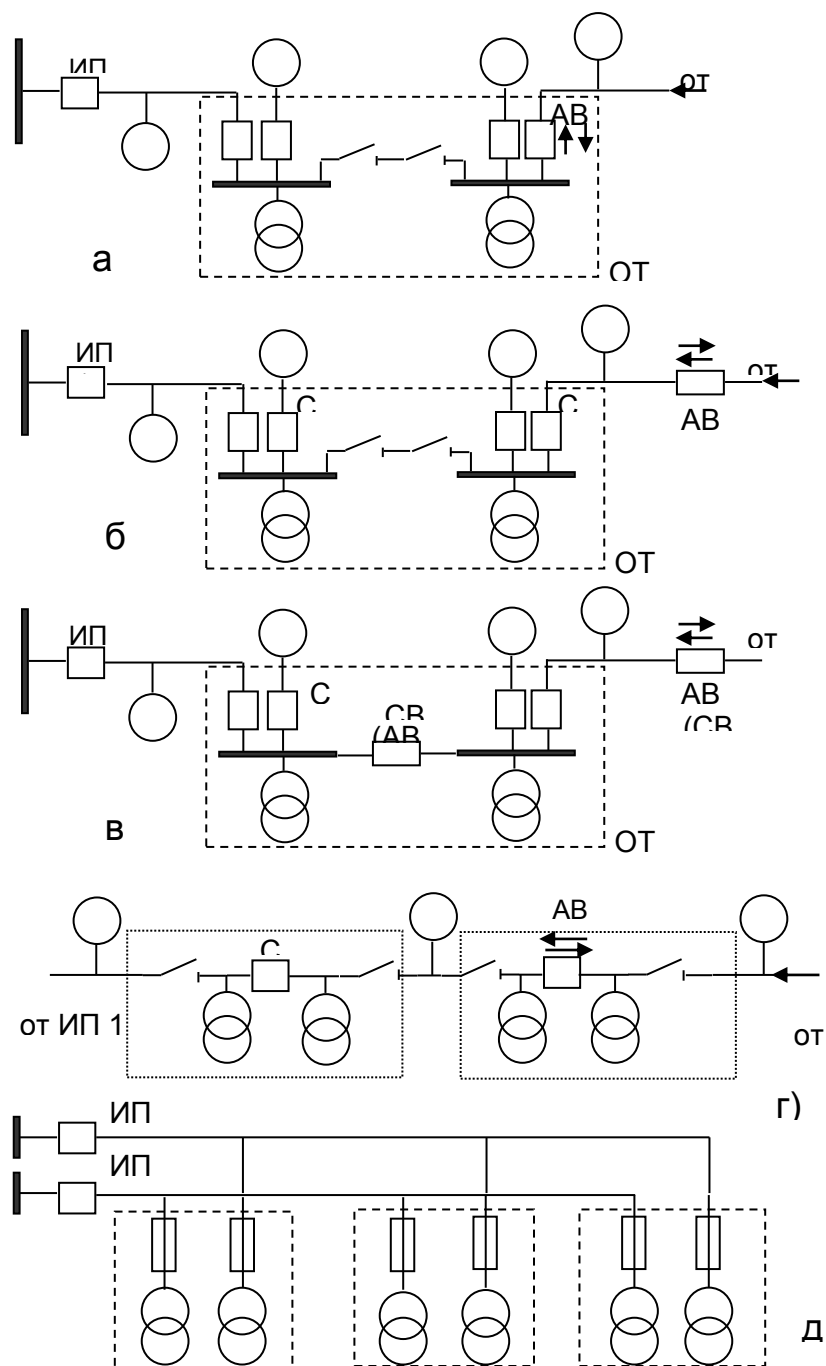 ИП
от
АВ
а
ОТ
ИП
от
С
С
АВ
б
ОТ
ИП
от
С
АВ
СВ
(СВ
(АВ
в
ОТ
АВ
С
от ИП 1
от
г)
ИП
ИП
д